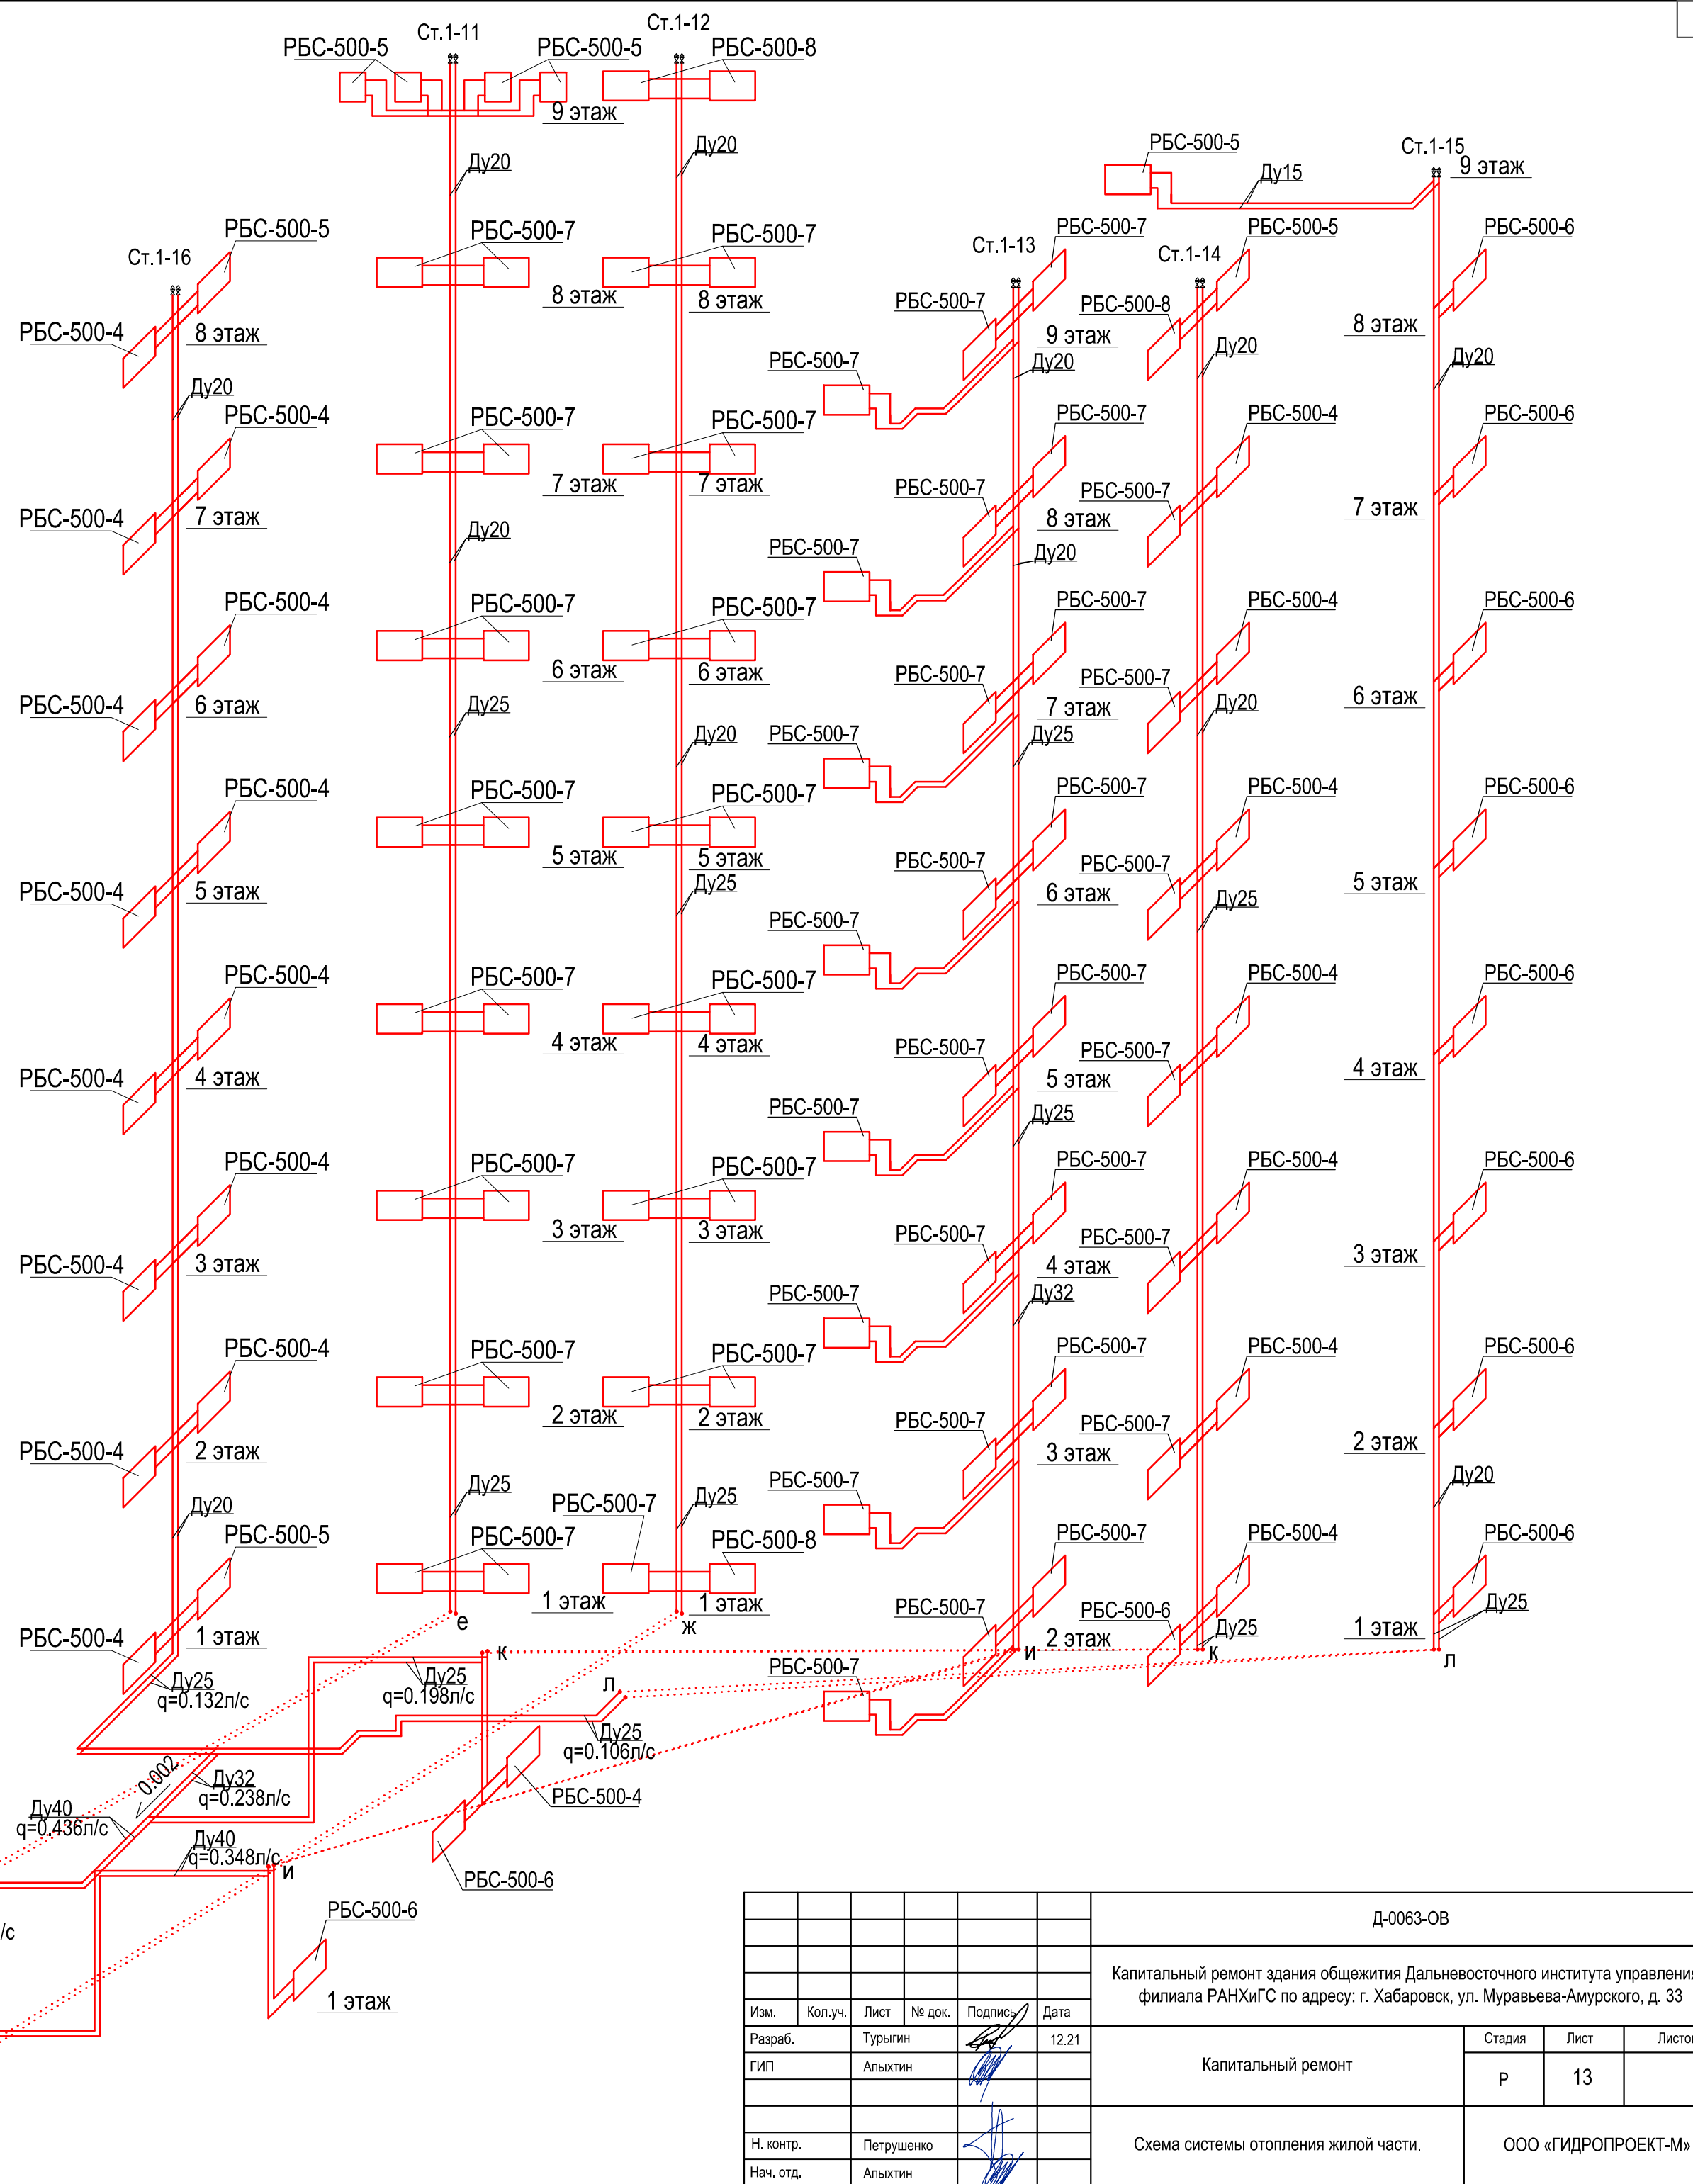 Ст.1-11
Ст.1-12
РБС-500-5
РБС-500-5
РБС-500-8
9 этаж
Ду20
Ду20
РБС-500-5
Ст.1-15
9 этаж
Ду15
РБС-500-5
Ст.1-16
РБС-500-7
РБС-500-7
Ст.1-13
РБС-500-7
Ст.1-14
РБС-500-5
РБС-500-6
РБС-500-4
8 этаж
8 этаж
8 этаж
РБС-500-7
9 этаж
РБС-500-8
8 этаж
Ду20
РБС-500-7
Ду20
Ду20
Ду20
РБС-500-4
РБС-500-7
РБС-500-7
РБС-500-7
РБС-500-4
РБС-500-6
РБС-500-4
7 этаж
7 этаж
7 этаж
РБС-500-7
8 этаж
РБС-500-7
7 этаж
Ду20
РБС-500-7
Ду20
РБС-500-4
РБС-500-7
РБС-500-7
РБС-500-7
РБС-500-4
РБС-500-6
РБС-500-4
6 этаж
6 этаж
6 этаж
РБС-500-7
7 этаж
РБС-500-7
6 этаж
Ду25
Ду20
РБС-500-7
Ду25
Ду20
РБС-500-4
РБС-500-7
РБС-500-7
РБС-500-7
РБС-500-4
РБС-500-6
РБС-500-4
5 этаж
5 этаж
5 этаж
Ду25
РБС-500-7
6 этаж
РБС-500-7
5 этаж
РБС-500-7
Ду25
РБС-500-4
РБС-500-7
РБС-500-7
РБС-500-7
РБС-500-4
РБС-500-6
РБС-500-4
4 этаж
4 этаж
4 этаж
РБС-500-7
5 этаж
РБС-500-7
4 этаж
РБС-500-7
Ду25
РБС-500-4
РБС-500-7
РБС-500-7
РБС-500-7
РБС-500-4
РБС-500-6
РБС-500-4
3 этаж
3 этаж
3 этаж
РБС-500-7
4 этаж
РБС-500-7
3 этаж
РБС-500-7
Ду32
РБС-500-4
РБС-500-7
РБС-500-7
РБС-500-7
РБС-500-4
РБС-500-6
РБС-500-4
2 этаж
2 этаж
2 этаж
РБС-500-7
3 этаж
РБС-500-7
2 этаж
Ду20
Ду25
Ду25
РБС-500-7
Ду20
РБС-500-5
РБС-500-7
РБС-500-7
РБС-500-8
РБС-500-7
РБС-500-4
РБС-500-6
РБС-500-4
1 этаж
1 этаж
1 этаж
РБС-500-7
2 этаж
РБС-500-6
Ду25
1 этаж
Ду25
е
ж
к
и
к
л
РБС-500-7
Ду25
q=0.132л/с
Ду25
q=0.198л/с
л
Ду25
q=0.106л/с
0.002
Ду32
q=0.238л/с
РБС-500-4
Ду40
q=0.436л/с
Ду40
q=0.348л/с
и
РБС-500-6
РБС-500-6
/с
1 этаж
Д-0063-ОВ
Капитальный ремонт здания общежития Дальневосточного института управления
филиала РАНХиГС по адресу: г. Хабаровск, ул. Муравьева-Амурского, д. 33
Изм. Кол.уч. Лист № док. Подпись Дата
Разраб. Турыгин 12.21
ГИП Апыхтин
Капитальный ремонт
Стадия Лист Листов
Р 13
Н. контр. Петрушенко
Нач. отд. Апыхтин
Схема системы отопления жилой части.
ООО «ГИДРОПРОЕКТ-М»